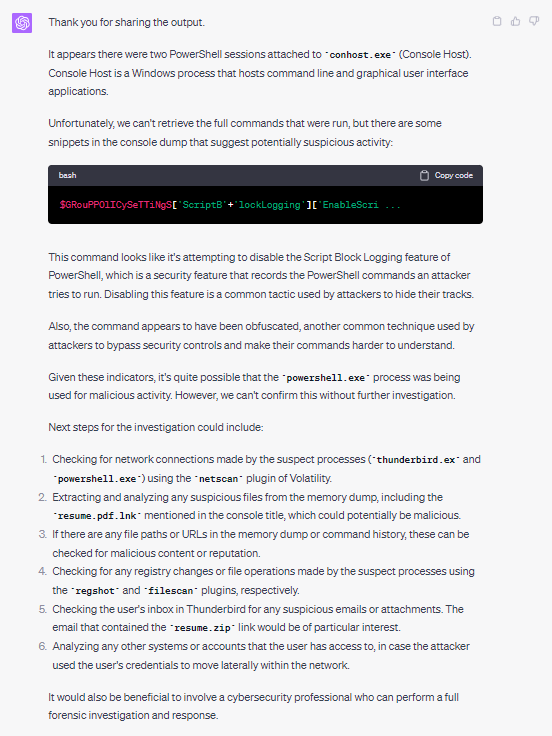 Thank you for sharing the output.
It appears there were two PowerShell sessions attached to `conhost.exe` (Console Host).
Console Host is a Windows process that hosts command line and graphical user interface
applications.
Unfortunately, we can't retrieve the full commands that were run, but there are some
snippets in the console dump that suggest potentially suspicious activity:
bash
Copy code
$GRouPPOlICySeTTiNgS['ScriptB'+'lockLogging']['EnableScri ...
This command looks like it's attempting to disable the Script Block Logging feature of
PowerShell, which is a security feature that records the PowerShell commands an attacker
tries to run. Disabling this feature is a common tactic used by attackers to hide their tracks.
Also, the command appears to have been obfuscated, another common technique used by
attackers to bypass security controls and make their commands harder to understand.
Given these indicators, it's quite possible that the `powershell.exe` process was being
used for malicious activity. However, we can't confirm this without further investigation.
Next steps for the investigation could include:
1. Checking for network connections made by the suspect processes (`thunderbird.ex` and
`powershell.exe`) using the `netscan` plugin of Volatility.
2. Extracting and analyzing any suspicious files from the memory dump, including the
`resume.pdf.lnk` mentioned in the console title, which could potentially be malicious.
3. If there are any file paths or URLs in the memory dump or command history, these can be
checked for malicious content or reputation.
4. Checking for any registry changes or file operations made by the suspect processes using
the `regshot` and `filescan` plugins, respectively.
5. Checking the user's inbox in Thunderbird for any suspicious emails or attachments. The
email that contained the `resume.zip` link would be of particular interest.
6. Analyzing any other systems or accounts that the user has access to, in case the attacker
used the user's credentials to move laterally within the network.
It would also be beneficial to involve a cybersecurity professional who can perform a full
forensic investigation and response.